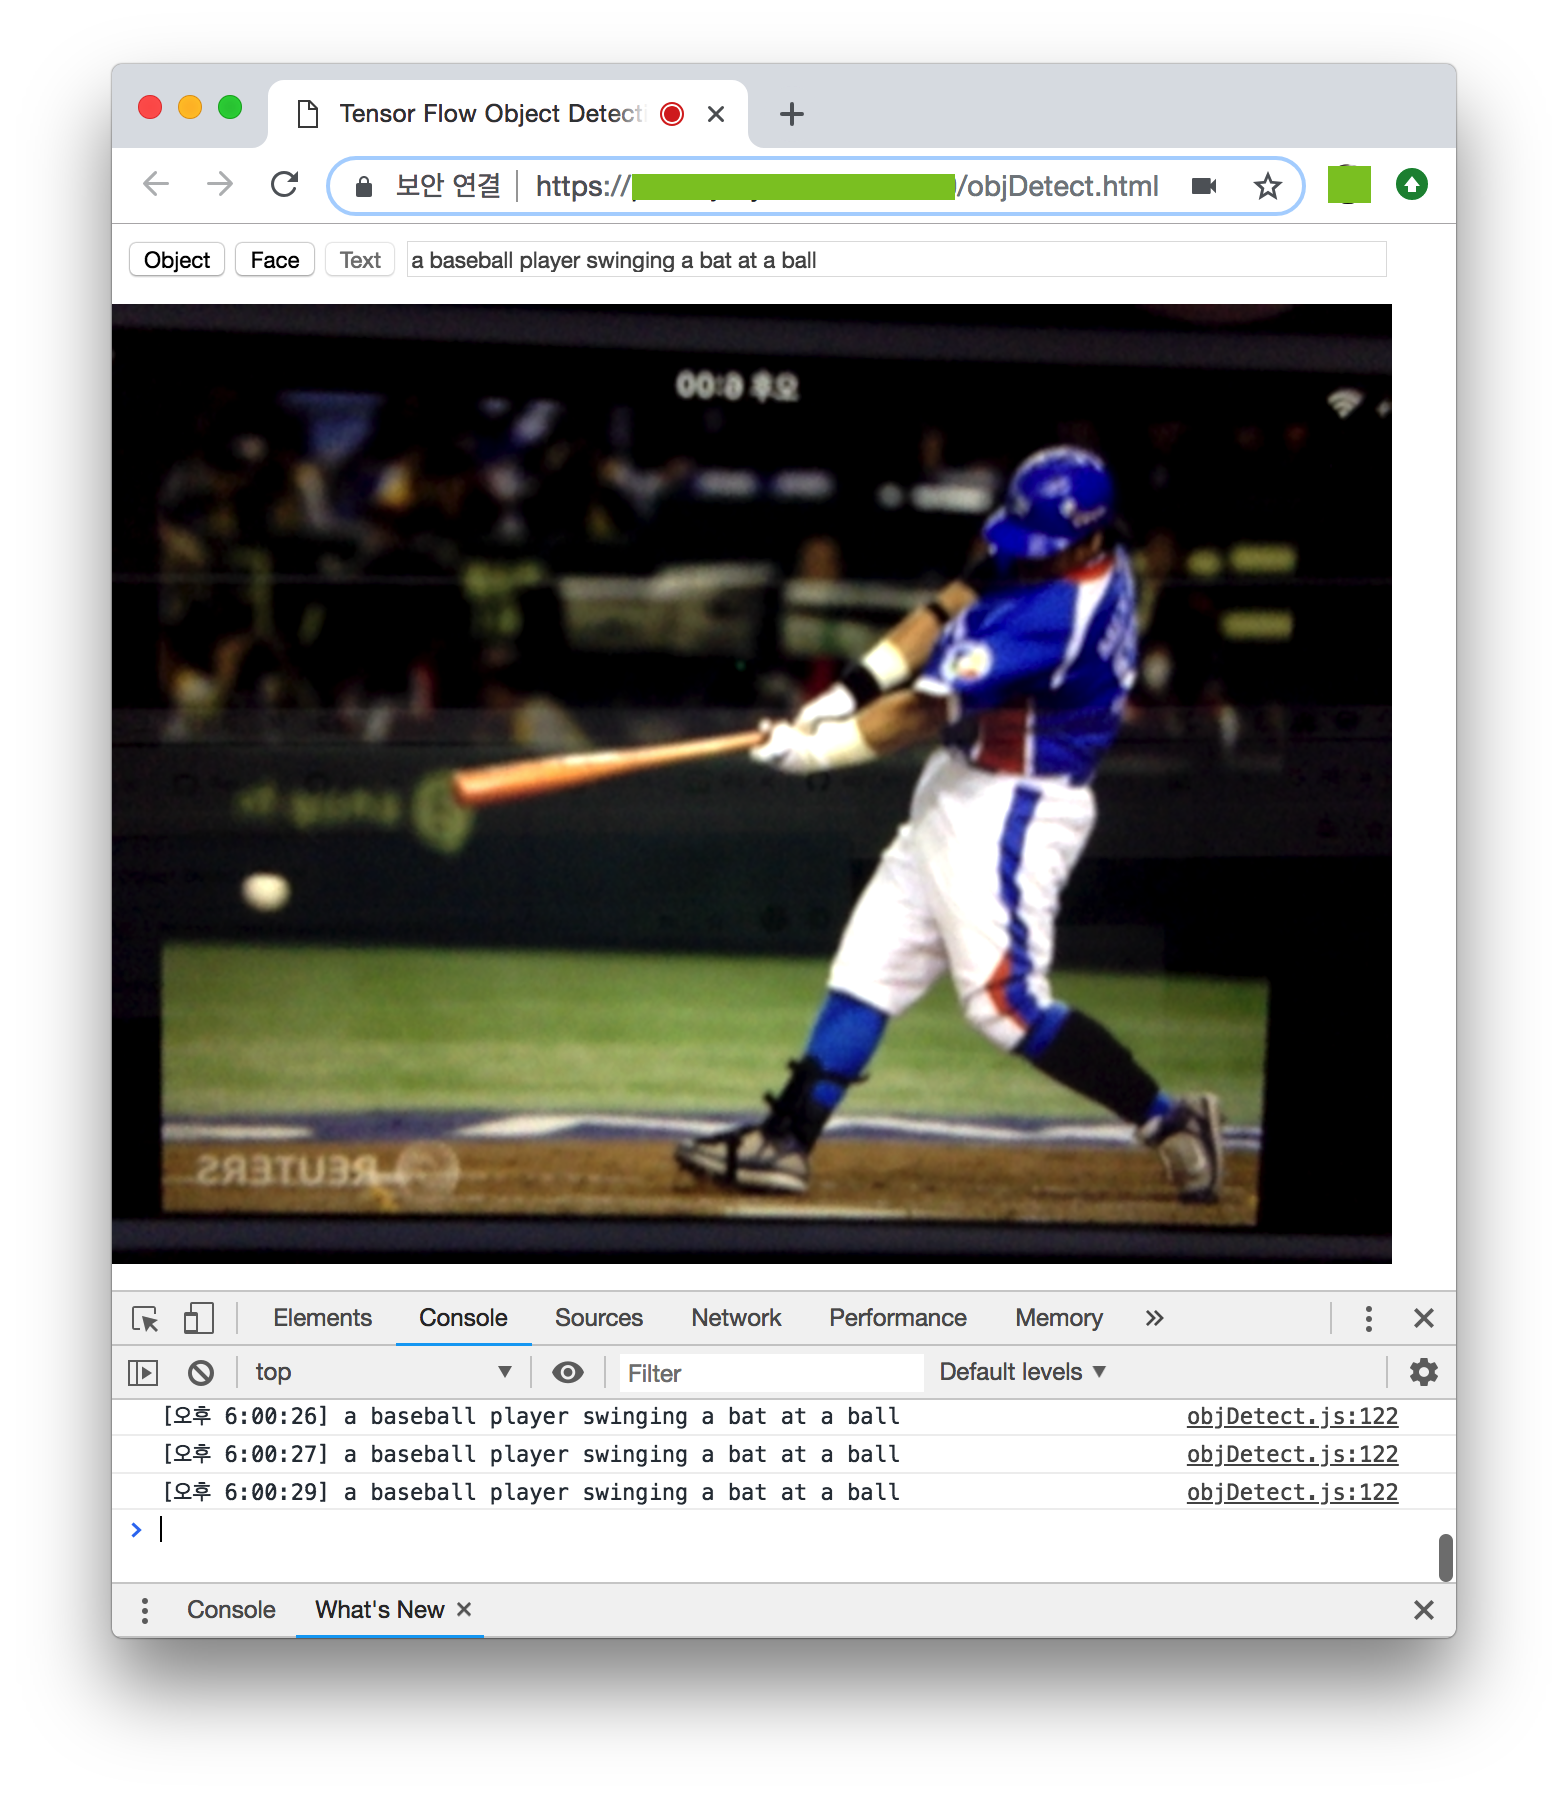 Tensor Flow Object Detecti
보안 연결 https:// /objDetect.html
Object Face Text a baseball player swinging a bat at a ball
오후 6:00
REUTERS
Elements Console Sources Network Performance Memory
top Filter Default levels
[오후 6:00:26] a baseball player swinging a bat at a ball objDetect.js:122
[오후 6:00:27] a baseball player swinging a bat at a ball objDetect.js:122
[오후 6:00:29] a baseball player swinging a bat at a ball objDetect.js:122
Console What's New